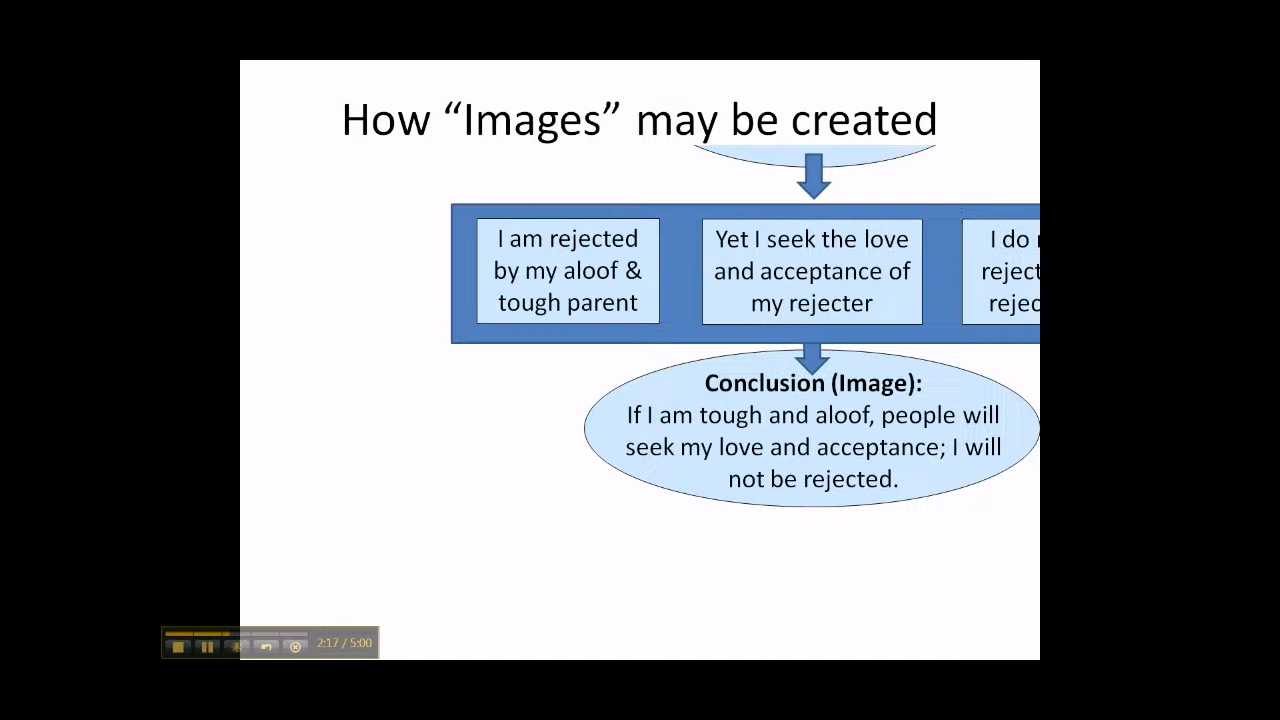 How “Images” may be created
I am rejected
by my aloof &
tough parent
Yet I seek the love
and acceptance of
my rejecter
I do
Conclusion (Image):
If I am tough and aloof, people will
seek my love and acceptance; I will
not be rejected.
2:17 / 5:00